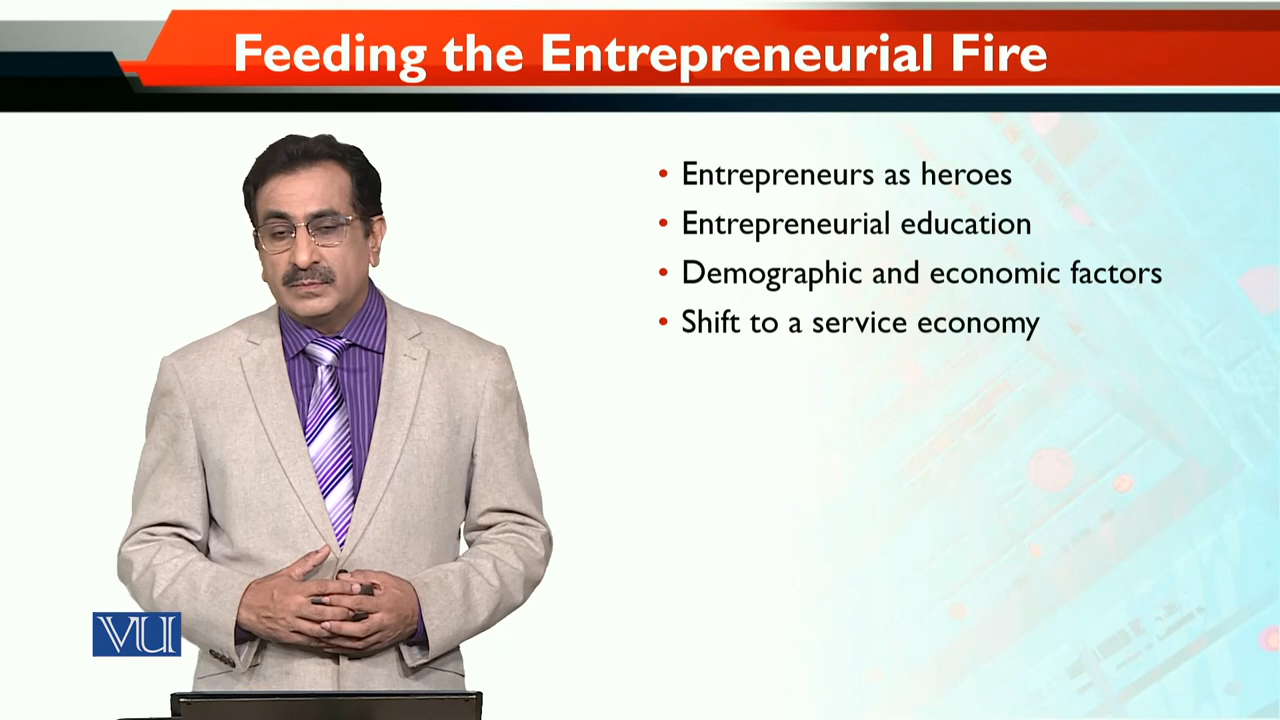 Feeding the Entrepreneurial Fire
• Entrepreneurs as heroes
• Entrepreneurial education
• Demographic and economic factors
• Shift to a service economy
VU